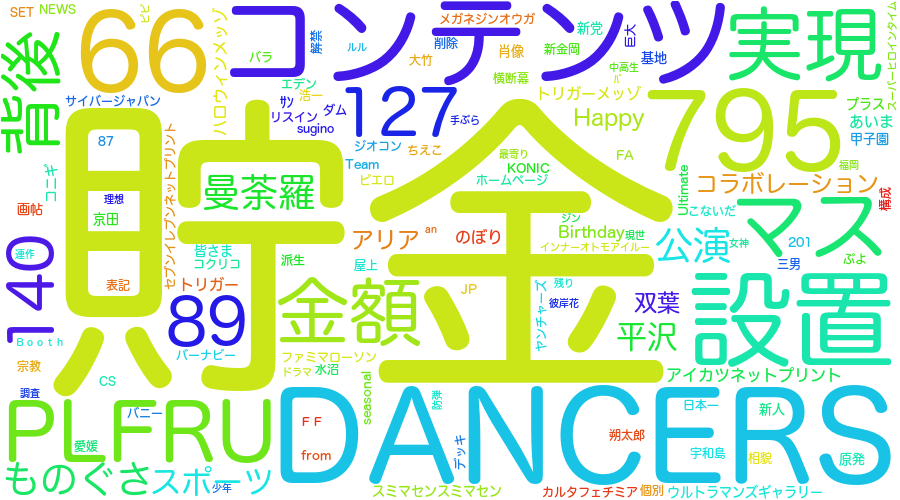 SET
NEWS
ビビ
66
コンテンツ
メガネジンオウガ
新党
巨大
実現
背後
バラ
解禁
ルル
削除
大竹
肖像
新金岡
基地
横断幕
中高生
パ
スーパーヒロインタイム
ハロウィンメッゾ
サイバージャパン
エデン
浩一
ｻﾝ
ダム
リスイン
sugino
127
手ぶら
トリガーメッゾ
Happy
795
プラス
あいま
甲子園
87
セブンイレブンネットプリント
ジオコン
ちえこ
最寄り
KONIC
FA
福岡
Team
ピエロ
ホームページ
Ultimate
コラボレーション
構成
コニギ
理想
曼荼羅
画帖
京田
貝宁金
アリア
an
のぼり
ジン
Birthday
現世
こないだ
マス
140
運作
皆さま
コクリコ
派生
屋上
インナーオトモアイルー
公演
女神
201
三男
ぷよ
表記
トリガー
JP
残り
彼岸花
ヤンチャーズ
双葉
設置
89
金額
平沢
Ｂｏｏｔｈ
バーナビー
ファミマローソン
ドラマ
水沼
宗教
CS
調査
seasonal
アイカツネットプリント
PLFRU
バニー
愛媛
DANCERS
ＦＦ
from
防弾
デッキ
朔太郎
日本一
宇和島
新人
相貌
原発
ものぐさ
スポーツ
少年
スミマセンスミマセン
カルタフェチミア
個別
ウルトラマンズギャラリー